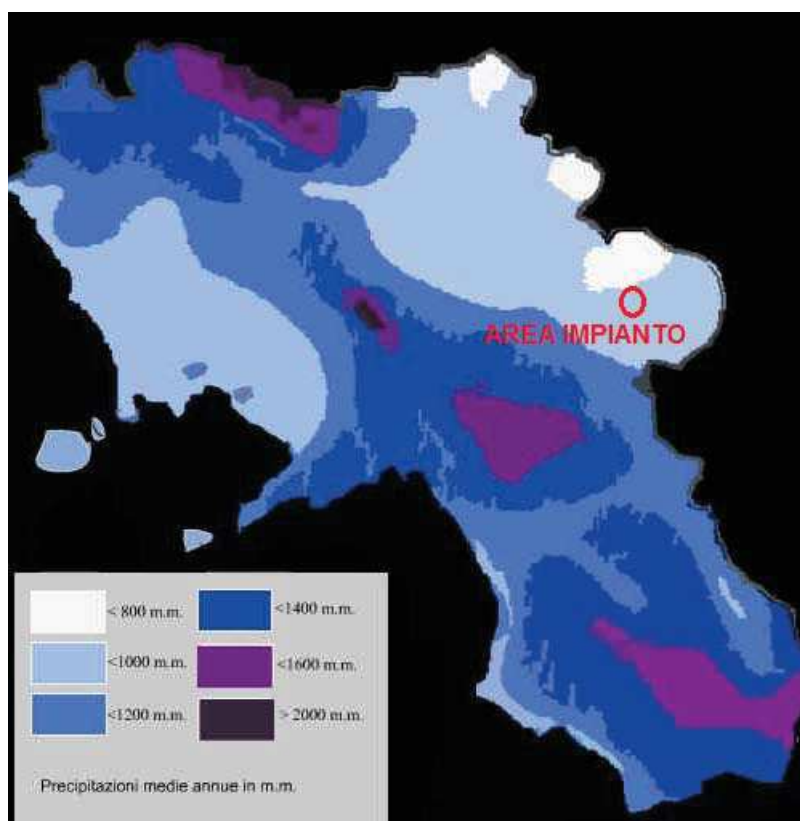 AREA IMPIANTO
< 800 m.m.
<1400 m.m.
<1000 m.m.
<1600 m.m.
<1200 m.m.
> 2000 m.m.
Precipitazioni medie annue in m.m.